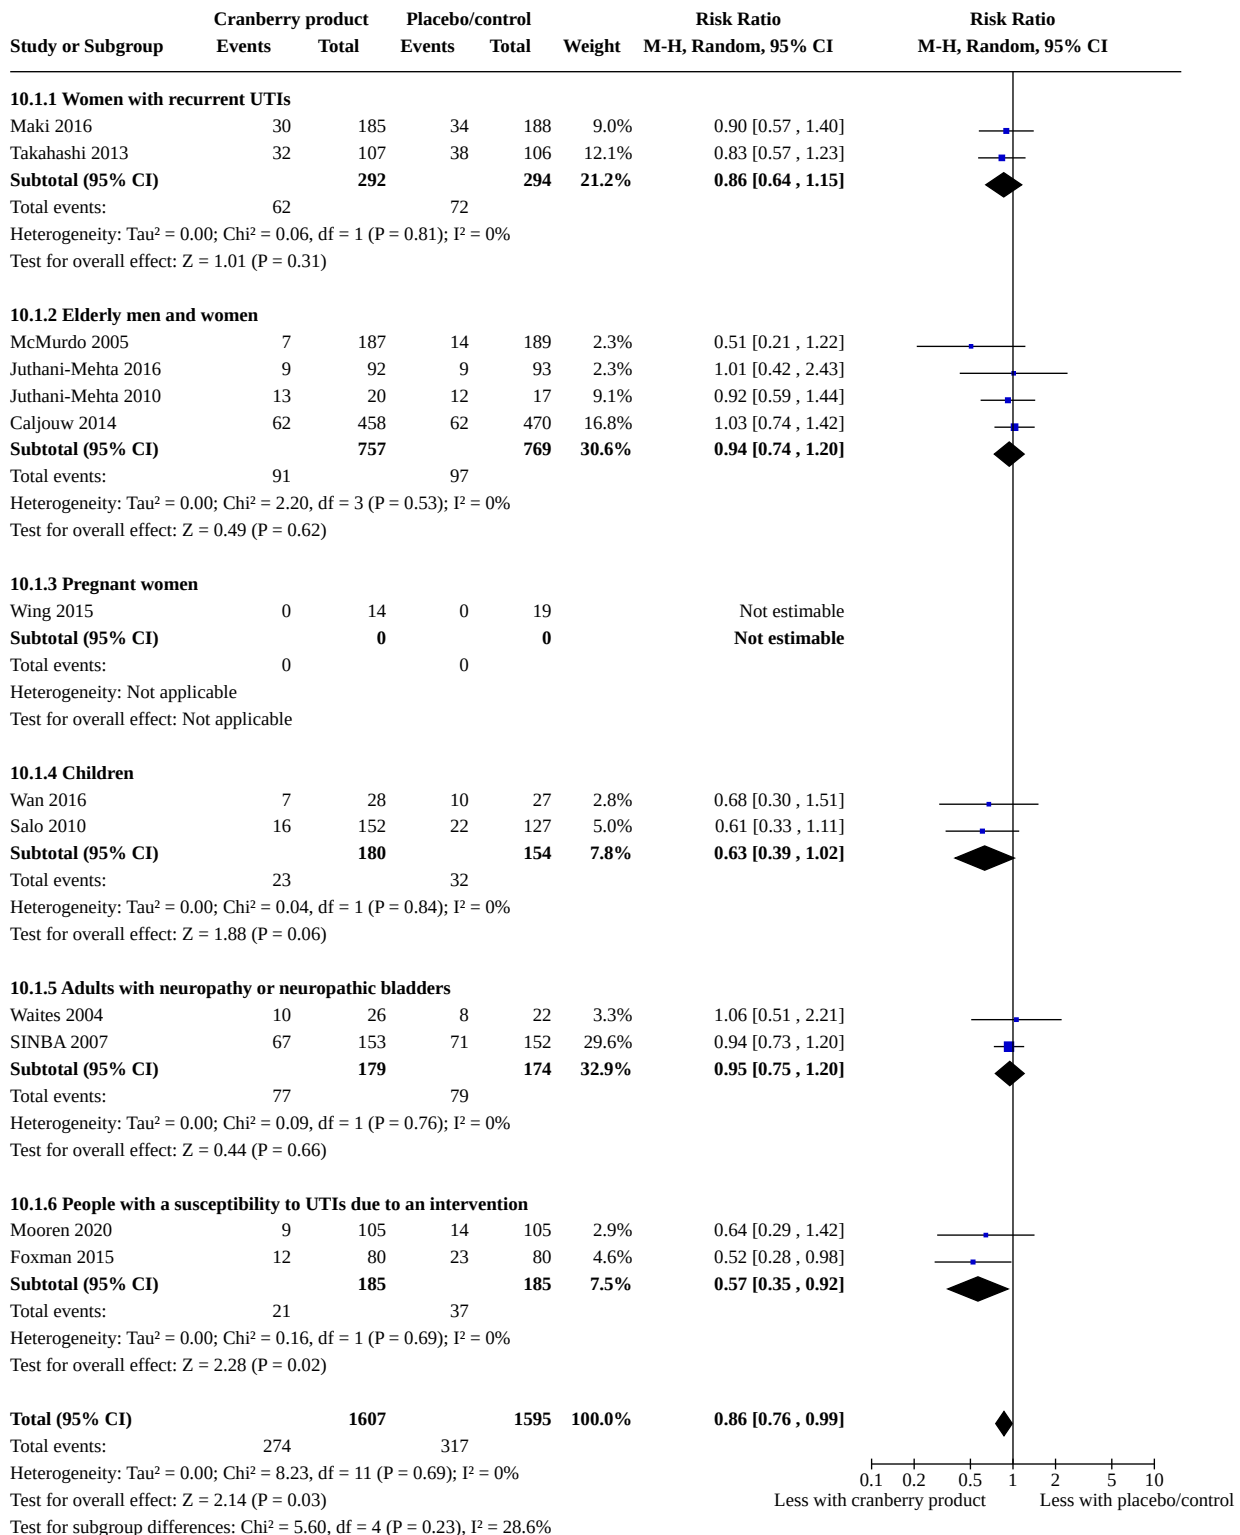 Cranberry product Placebo/control Risk Ratio Risk Ratio
Study or Subgroup Events Total Events Total Weight M-H, Random, 95% CI M-H, Random, 95% CI
10.1.1 Women with recurrent UTIs
Maki 2016 30 185 34 188 9.0% 0.90 [0.57 , 1.40]
Takahashi 2013 32 107 38 106 12.1% 0.83 [0.57 , 1.23]
Subtotal (95% CI) 292 294 21.2% 0.86 [0.64 , 1.15]
Total events: 62 72
Heterogeneity: Tau² = 0.00; Chi² = 0.06, df = 1 (P = 0.81); I² = 0%
Test for overall effect: Z = 1.01 (P = 0.31)
10.1.2 Elderly men and women
McMurdo 2005 7 187 14 189 2.3% 0.51 [0.21 , 1.22]
Juthani-Mehta 2016 9 92 9 93 2.3% 1.01 [0.42 , 2.43]
Juthani-Mehta 2010 13 20 12 17 9.1% 0.92 [0.59 , 1.44]
Caljouw 2014 62 458 62 470 16.8% 1.03 [0.74 , 1.42]
Subtotal (95% CI) 757 769 30.6% 0.94 [0.74 , 1.20]
Total events: 91 97
Heterogeneity: Tau² = 0.00; Chi² = 2.20, df = 3 (P = 0.53); I² = 0%
Test for overall effect: Z = 0.49 (P = 0.62)
10.1.3 Pregnant women
Wing 2015 0 14 0 19 Not estimable
Subtotal (95% CI) 0 0 Not estimable
Total events: 0 0
Heterogeneity: Not applicable
Test for overall effect: Not applicable
10.1.4 Children
Wan 2016 7 28 10 27 2.8% 0.68 [0.30 , 1.51]
Salo 2010 16 152 22 127 5.0% 0.61 [0.33 , 1.11]
Subtotal (95% CI) 180 154 7.8% 0.63 [0.39 , 1.02]
Total events: 23 32
Heterogeneity: Tau² = 0.00; Chi² = 0.04, df = 1 (P = 0.84); I² = 0%
Test for overall effect: Z = 1.88 (P = 0.06)
10.1.5 Adults with neuropathy or neuropathic bladders
Waites 2004 10 26 8 22 3.3% 1.06 [0.51 , 2.21]
SINBA 2007 67 153 71 152 29.6% 0.94 [0.73 , 1.20]
Subtotal (95% CI) 179 174 32.9% 0.95 [0.75 , 1.20]
Total events: 77 79
Heterogeneity: Tau² = 0.00; Chi² = 0.09, df = 1 (P = 0.76); I² = 0%
Test for overall effect: Z = 0.44 (P = 0.66)
10.1.6 People with a susceptibility to UTIs due to an intervention
Mooren 2020 9 105 14 105 2.9% 0.64 [0.29 , 1.42]
Foxman 2015 12 80 23 80 4.6% 0.52 [0.28 , 0.98]
Subtotal (95% CI) 185 185 7.5% 0.57 [0.35 , 0.92]
Total events: 21 37
Heterogeneity: Tau² = 0.00; Chi² = 0.16, df = 1 (P = 0.69); I² = 0%
Test for overall effect: Z = 2.28 (P = 0.02)
Total (95% CI) 1607 1595 100.0% 0.86 [0.76 , 0.99]
Total events: 274 317
Heterogeneity: Tau² = 0.00; Chi² = 8.23, df = 11 (P = 0.69); I² = 0%
0.1 0.2 0.5 1 2 5 10
Test for overall effect: Z = 2.14 (P = 0.03) Less with cranberry product Less with placebo/control
Test for subgroup differences: Chi² = 5.60, df = 4 (P = 0.23), I² = 28.6%